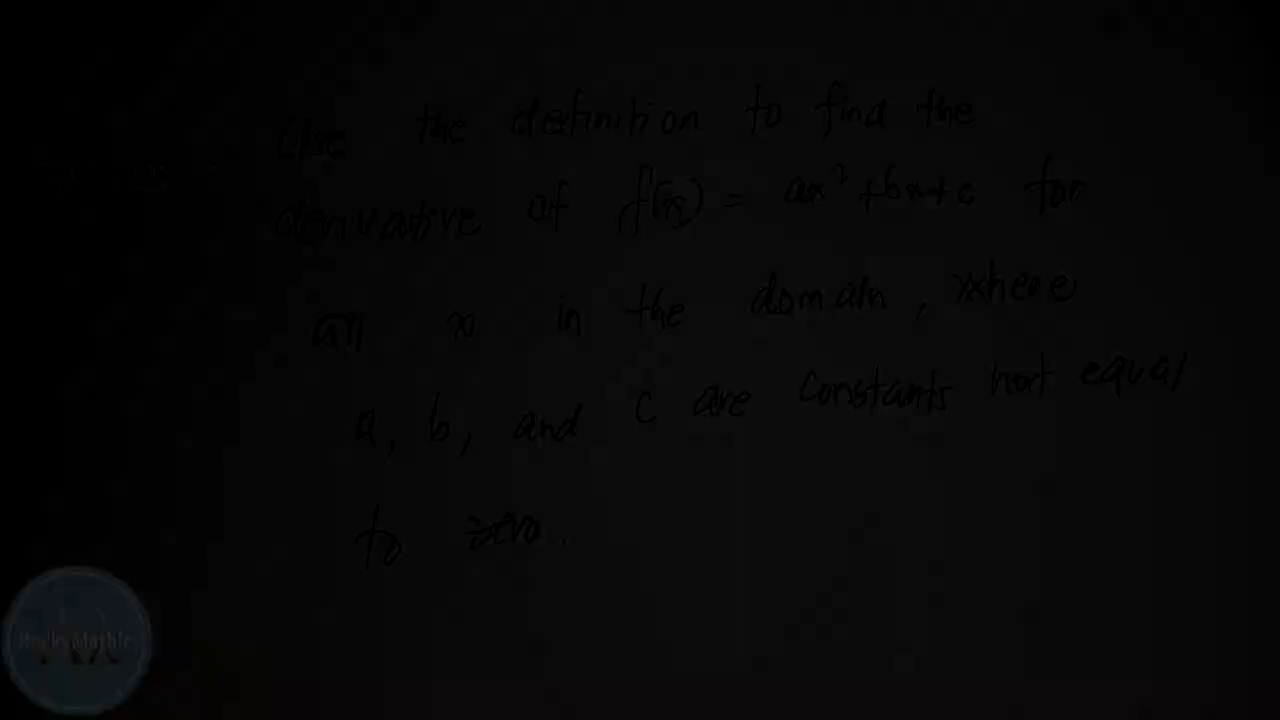 Use the definition to find the
derivative of f(x) = ax² + bx + c for
all x in the domain, where
a, b, and c are constants not equal
to zero.